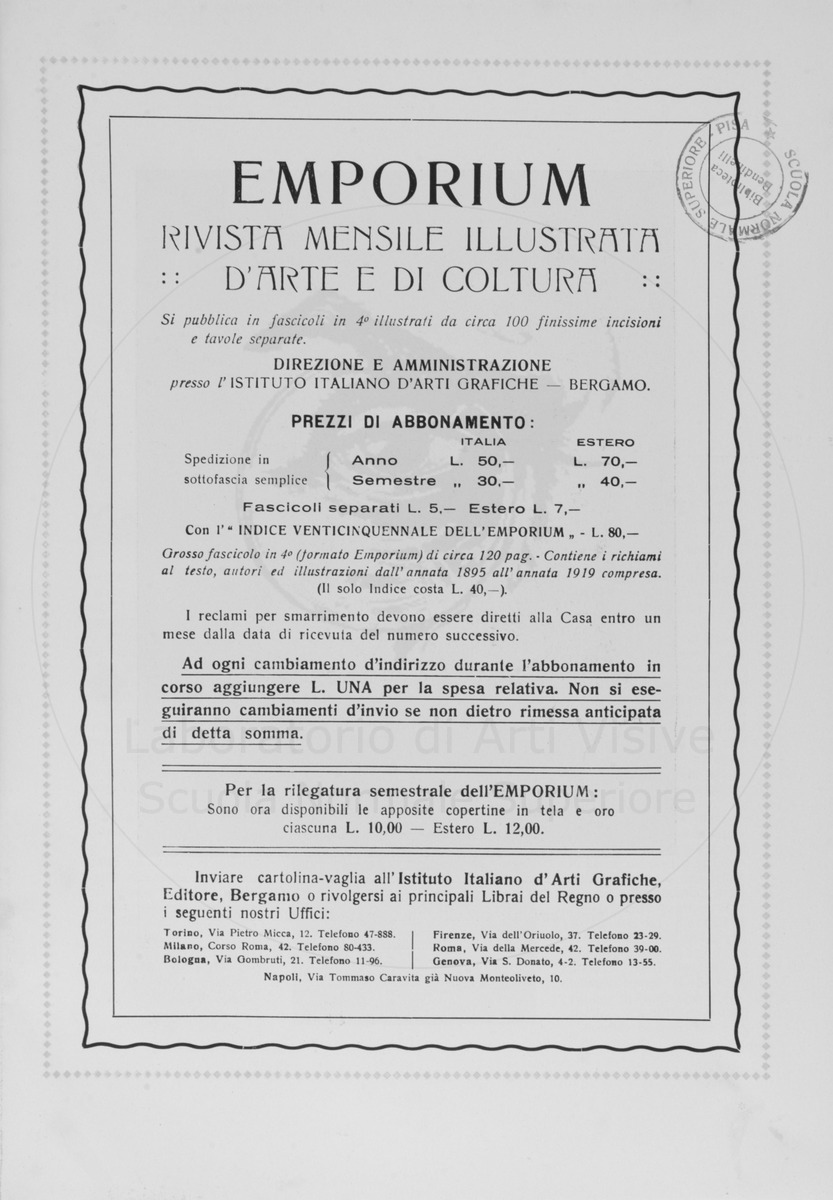 EMPORIUM
RIVISTA MENSILE ILLUSTRATA
:: D'ARTE E DI COLTURA ::
Si pubblica in fascicoli in 4º illustrati da circa 100 finissime incisioni
e tavole separate.
DIREZIONE E AMMINISTRAZIONE
presso l'ISTITUTO ITALIANO D'ARTI GRAFICHE — BERGAMO.
PREZZI DI ABBONAMENTO:
ITALIA ESTERO
Spedizione in { Anno L. 50,— L. 70,—
sottofascia semplice Semestre „ 30,— „ 40,—
Fascicoli separati L. 5.— Estero L. 7,—
Con l' “ INDICE VENTICINQUENNALE DELL'EMPORIUM „ - L. 80,—
Grosso fascicolo in 4º (formato Emporium) di circa 120 pag. - Contiene i richiami
al testo, autori ed illustrazioni dall'annata 1895 all'annata 1919 compresa.
(Il solo Indice costa L. 40,—).
I reclami per smarrimento devono essere diretti alla Casa entro un
mese dalla data di ricevuta del numero successivo.
Ad ogni cambiamento d'indirizzo durante l'abbonamento in
corso aggiungere L. UNA per la spesa relativa. Non si ese-
guiranno cambiamenti d'invio se non dietro rimessa anticipata
di detta somma.
Per la rilegatura semestrale dell'EMPORIUM:
Sono ora disponibili le apposite copertine in tela e oro
ciascuna L. 10,00 — Estero L. 12,00.
Inviare cartolina-vaglia all'Istituto Italiano d'Arti Grafiche,
Editore, Bergamo o rivolgersi ai principali Librai del Regno o presso
i seguenti nostri Uffici:
Torino, Via Pietro Micca, 12. Telefono 47-888.
Milano, Corso Roma, 42. Telefono 80-433.
Bologna, Via Gombruti, 21. Telefono 11-96.
Firenze, Via dell'Oriuolo, 37. Telefono 23-29.
Roma, Via della Mercede, 42. Telefono 39-00.
Genova, Via S. Donato, 4-2. Telefono 13-55.
Napoli, Via Tommaso Caravita già Nuova Monteoliveto, 10.
SCUOLA NORMALE SUPERIORE - PISA
Biblioteca
Laboratorio di Arti Visive
Scuola Normale Superiore